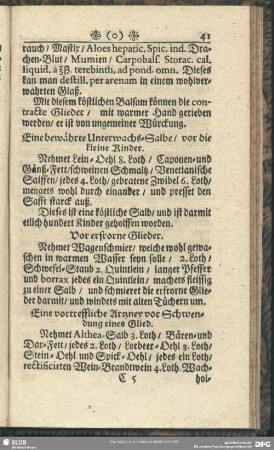 (o) 41
rauch/ Mastix/ Aloes hepatic. Spic. ind. Dra-
chen-Blut/ Mumien/ Carpobals. Storac. cal.
liquid. terebinth, ad pond. omn. Dieses
kan man destill. per arenam in einem wohlver-
wahrten Glaß.
Mit diesem köstlichen Balsam können die con-
tracte Glieder/ mit warmer Hand gerieben
werden/ er ist von ungemeiner Würckung.
Eine bewährte Unterwachs-Salbe/ vor die
kleine Kinder.
Nehmet Lein-Oehl 8. Loth/ Caponen-und
Gänß-Fett/schweinen Schmaltz/ Venetianische
Saiffen/ jedes 4. Loth/ gebratene Zwibel 6. Loth/
mengets wohl durch einander/ und presset den
Safft starck auß.
Dieses ist eine köstliche Salb/ und ist darmit
etlich hundert Kinder geholffen worden.
Vor erfrorne Glieder.
Nehmet Wagenschmier/ welche wohl gewa-
schen in warmen Wasser seyn solle/ 2. Loth/
Schwefel-Staub 2. Quintlein/ langer Pfeffer
und borrax jedes ein Quintlein/ machets fleissig
zu einer Salb/ und schmieret die erfrorne Glie-
der darmit/ und windets mit alten Tüchern um.
Eine vortreffliche Artzney vor Schwen-
dung eines Glied.
Nehmet Althea-Salb 3. Loth/ Bären-und
Dax-Fett/ jedes 2. Loth/ Lordeer-Oehl 3. Loth/
Stein-Oehl und Spick-Oehl/ jedes ein Loth/
rectificirten Wein-Brandtwein 4. Loth. Wach-
C 5 hol-
SLUB